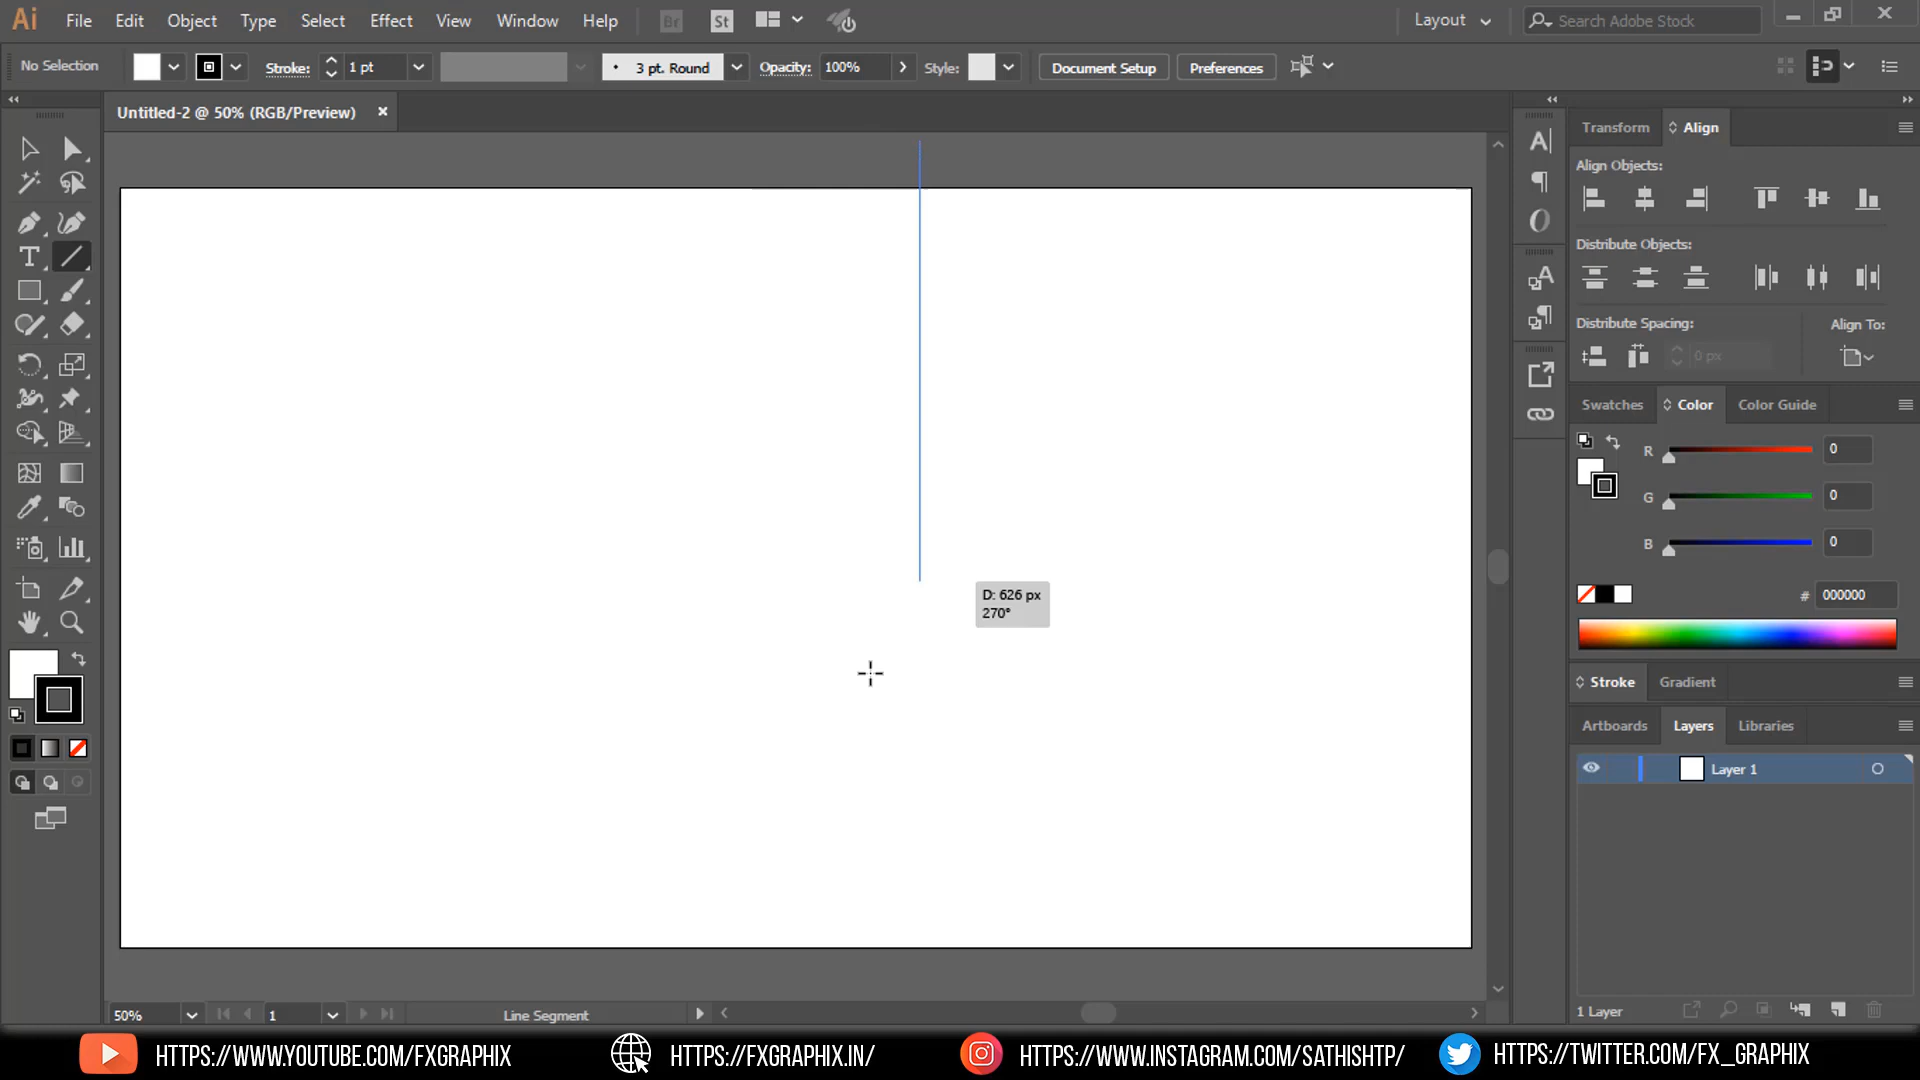 Ai File Edit Object Type Select Effect View Window Help Br St Layout Search Adobe Stock
No Selection Stroke: 1 pt 3 pt. Round Opacity: 100% Style: Document Setup Preferences
Untitled-2 @ 50% (RGB/Preview)
Transform Align
Align Objects:
Distribute Objects:
Distribute Spacing: Align To:
0 px
Swatches Color Color Guide
R 0
G 0
B 0
# 000000
D: 626 px
270°
Stroke Gradient
Artboards Layers Libraries
Layer 1
1 Layer
50% 1 Line Segment
HTTPS://WWW.YOUTUBE.COM/FXGRAPHIX HTTPS://FXGRAPHIX.IN/ HTTPS://WWW.INSTAGRAM.COM/SATHISHTP/ HTTPS://TWITTER.COM/FX_GRAPHIX